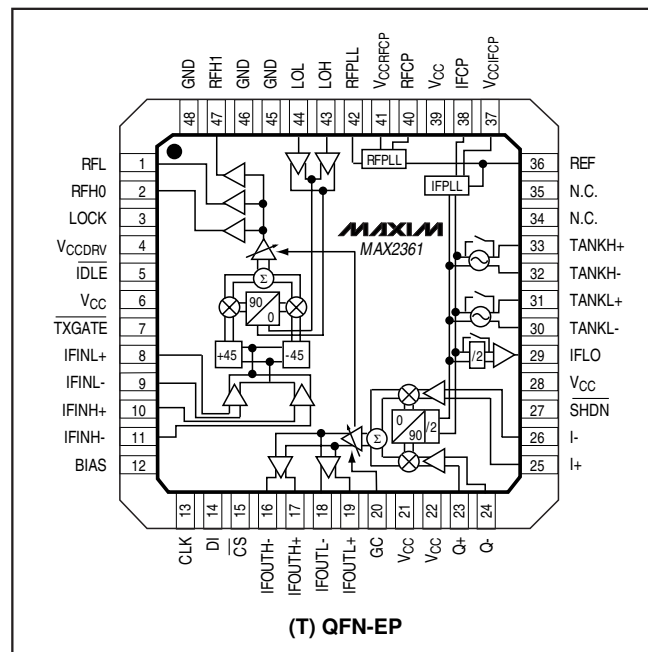 GND
RFH1
GND
GND
LOL
LOH
RFPLL
VCCRFCP
RFCP
VCC
IFCP
VCCIFCP
48
47
46
45
44
43
42
41
40
39
38
37
RFL
RFH0
LOCK
VCCDRV
IDLE
VCC
TXGATE
IFINL+
IFINL-
IFINH+
IFINH-
BIAS
1
2
3
4
5
6
7
8
9
10
11
12
RFPLL
IFPLL
MAXIM
MAX2361
Σ
90
0
+45
-45
/2
0
90
/2
Σ
36
35
34
33
32
31
30
29
28
27
26
25
REF
N.C.
N.C.
TANKH+
TANKH-
TANKL+
TANKL-
IFLO
VCC
SHDN
I-
I+
13
14
15
16
17
18
19
20
21
22
23
24
CLK
DI
CS
IFOUTH-
IFOUTH+
IFOUTL-
IFOUTL+
GC
VCC
VCC
Q+
Q-
(T) QFN-EP